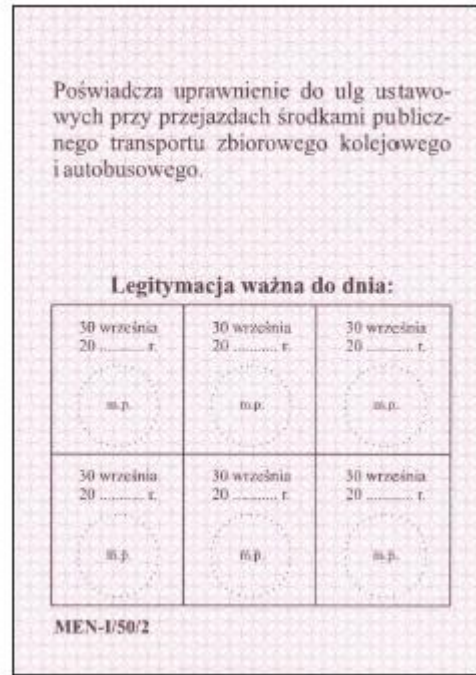 Poświadcza uprawnienie do ulg ustawo-
wych przy przejazdach środkami publicz-
nego transportu zbiorowego kolejowego
i autobusowego.
Legitymacja ważna do dnia:
30 września 30 września 30 września
20 .......... r. 20 .......... r. 20 .......... r.
m.p. m.p. m.p.
30 września 30 września 30 września
20 .......... r. 20 .......... r. 20 .......... r.
m.p. m.p. m.p.
MEN-I/50/2